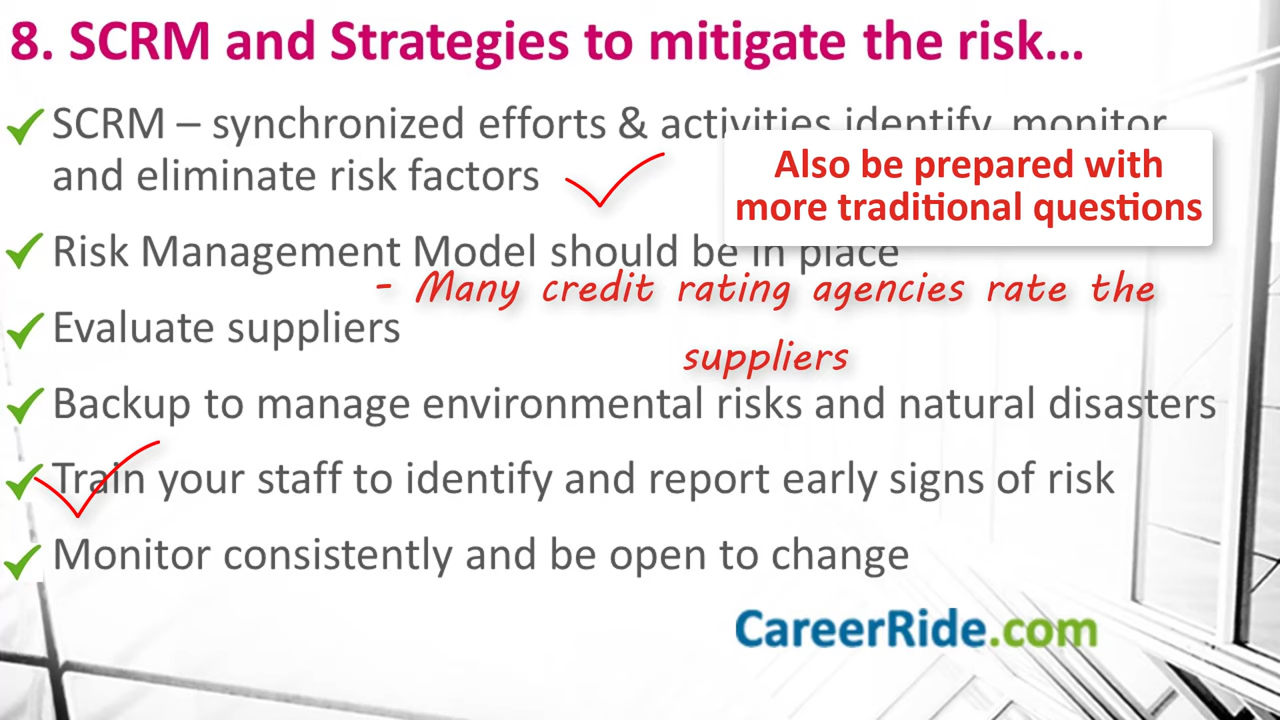 8. SCRM and Strategies to mitigate the risk...
SCRM – synchronized efforts & activities identify, monitor
and eliminate risk factors
Also be prepared with
more traditional questions
Risk Management Model should be in place
- Many credit rating agencies rate the
suppliers
Evaluate suppliers
Backup to manage environmental risks and natural disasters
Train your staff to identify and report early signs of risk
Monitor consistently and be open to change
CareerRide.com